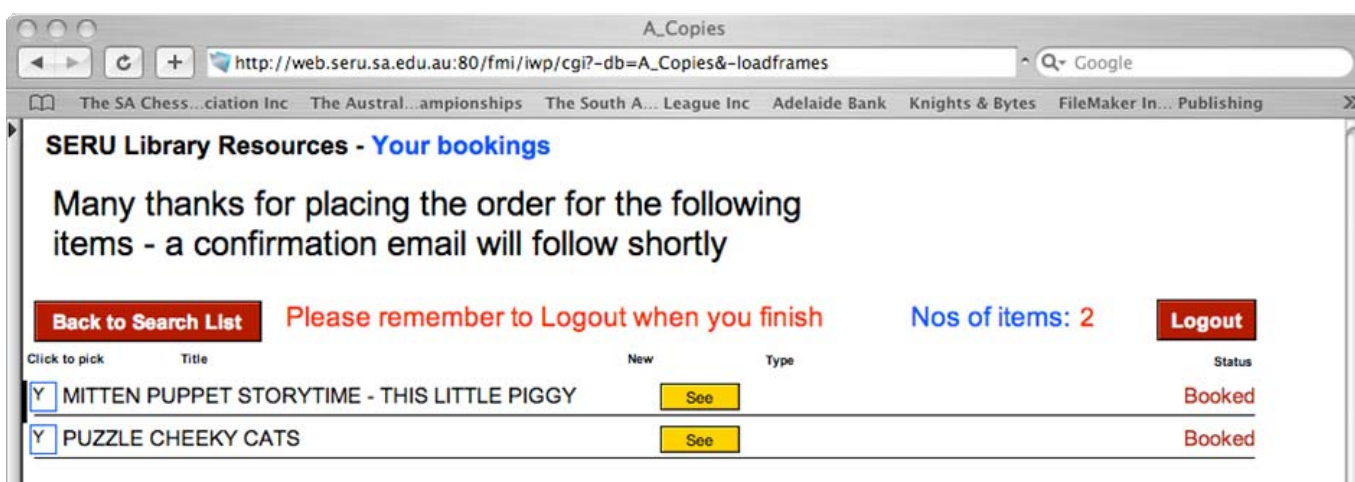 A_Copies
http://web.seru.sa.edu.au:80/fmi/iwp/cgi?-db=A_Copies&-loadframes
Google
The SA Chess...ciation Inc The Austral...ampionships The South A... League Inc Adelaide Bank Knights & Bytes FileMaker In... Publishing
SERU Library Resources - Your bookings
Many thanks for placing the order for the following
items - a confirmation email will follow shortly
Back to Search List Please remember to Logout when you finish Nos of items: 2 Logout
Click to pick Title New Type Status
Y MITTEN PUPPET STORYTIME - THIS LITTLE PIGGY See Booked
Y PUZZLE CHEEKY CATS See Booked